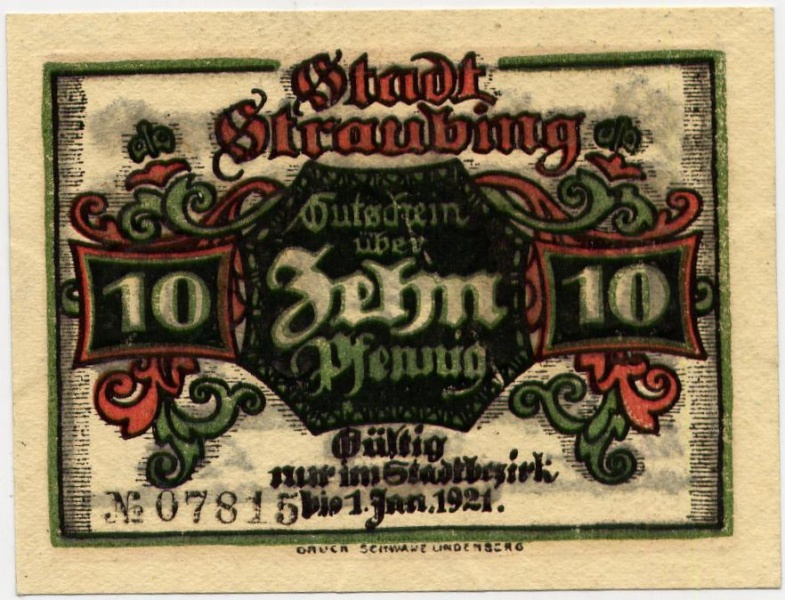 Stadt
Straubing
Gutschein
über
10 Zehn 10
Pfennig
Gültig
nur im Stadtbezirk
№ 07815 bis 1. Jan. 1921.
DRUCK SCHWARZ LINDENBERG